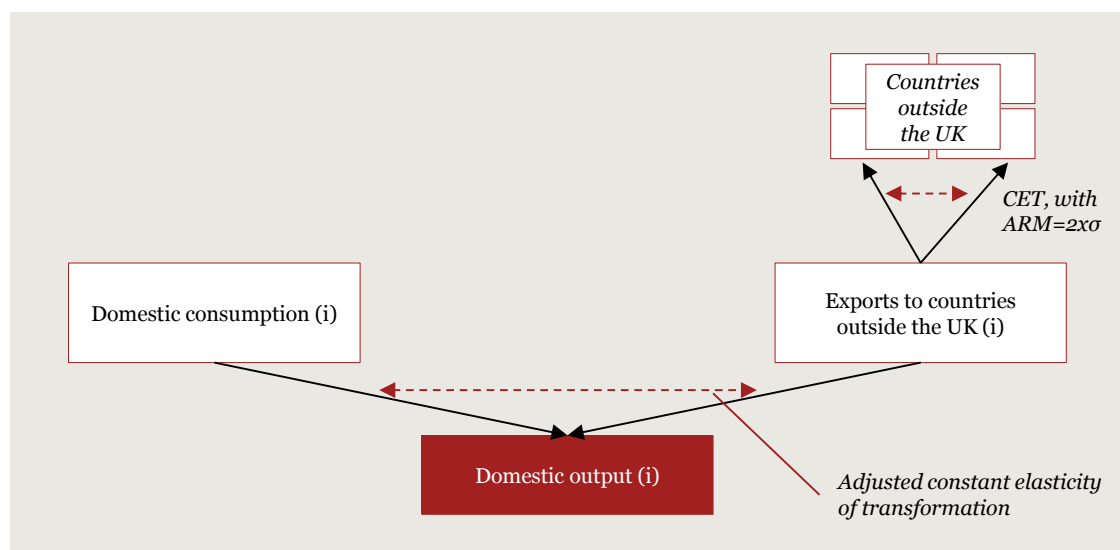 Countries
outside
the UK
CET, with
ARM=2xσ
Domestic consumption (i)
Exports to countries
outside the UK (i)
Domestic output (i)
Adjusted constant elasticity
of transformation